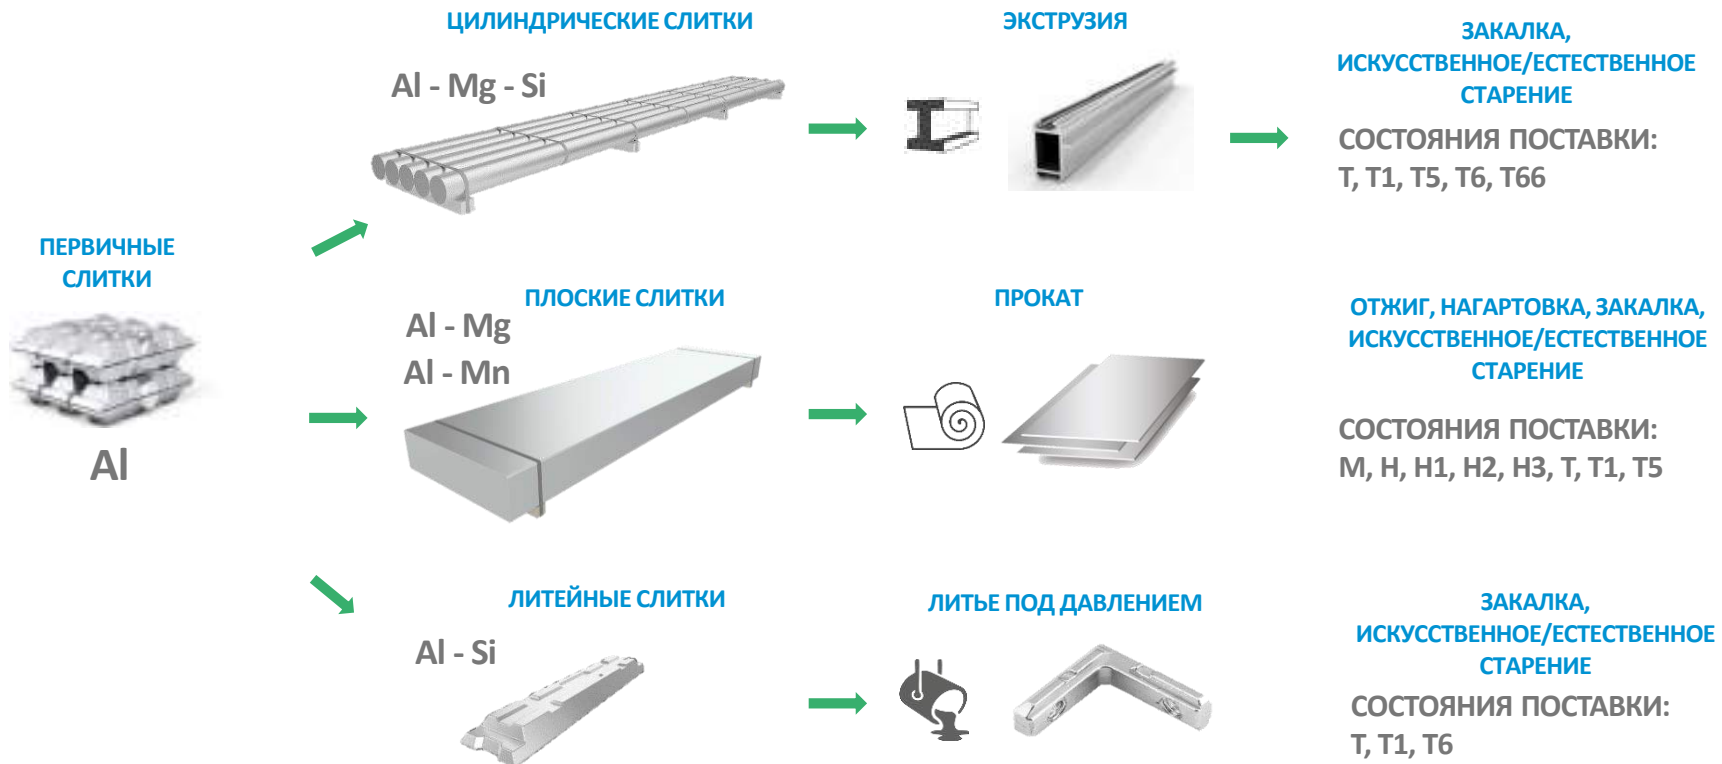 ПЕРВИЧНЫЕ
СЛИТКИ
Al
ЦИЛИНДРИЧЕСКИЕ СЛИТКИ
Al - Mg - Si
ЭКСТРУЗИЯ
ЗАКАЛКА,
ИСКУССТВЕННОЕ/ЕСТЕСТВЕННОЕ
СТАРЕНИЕ
СОСТОЯНИЯ ПОСТАВКИ:
Т, Т1, Т5, Т6, Т66
ПЛОСКИЕ СЛИТКИ
Al - Mg
Al - Mn
ПРОКАТ
ОТЖИГ, НАГАРТОВКА, ЗАКАЛКА,
ИСКУССТВЕННОЕ/ЕСТЕСТВЕННОЕ
СТАРЕНИЕ
СОСТОЯНИЯ ПОСТАВКИ:
М, Н, Н1, Н2, Н3, Т, Т1, Т5
ЛИТЕЙНЫЕ СЛИТКИ
Al - Si
ЛИТЬЕ ПОД ДАВЛЕНИЕМ
ЗАКАЛКА,
ИСКУССТВЕННОЕ/ЕСТЕСТВЕННОЕ
СТАРЕНИЕ
СОСТОЯНИЯ ПОСТАВКИ:
Т, Т1, Т6